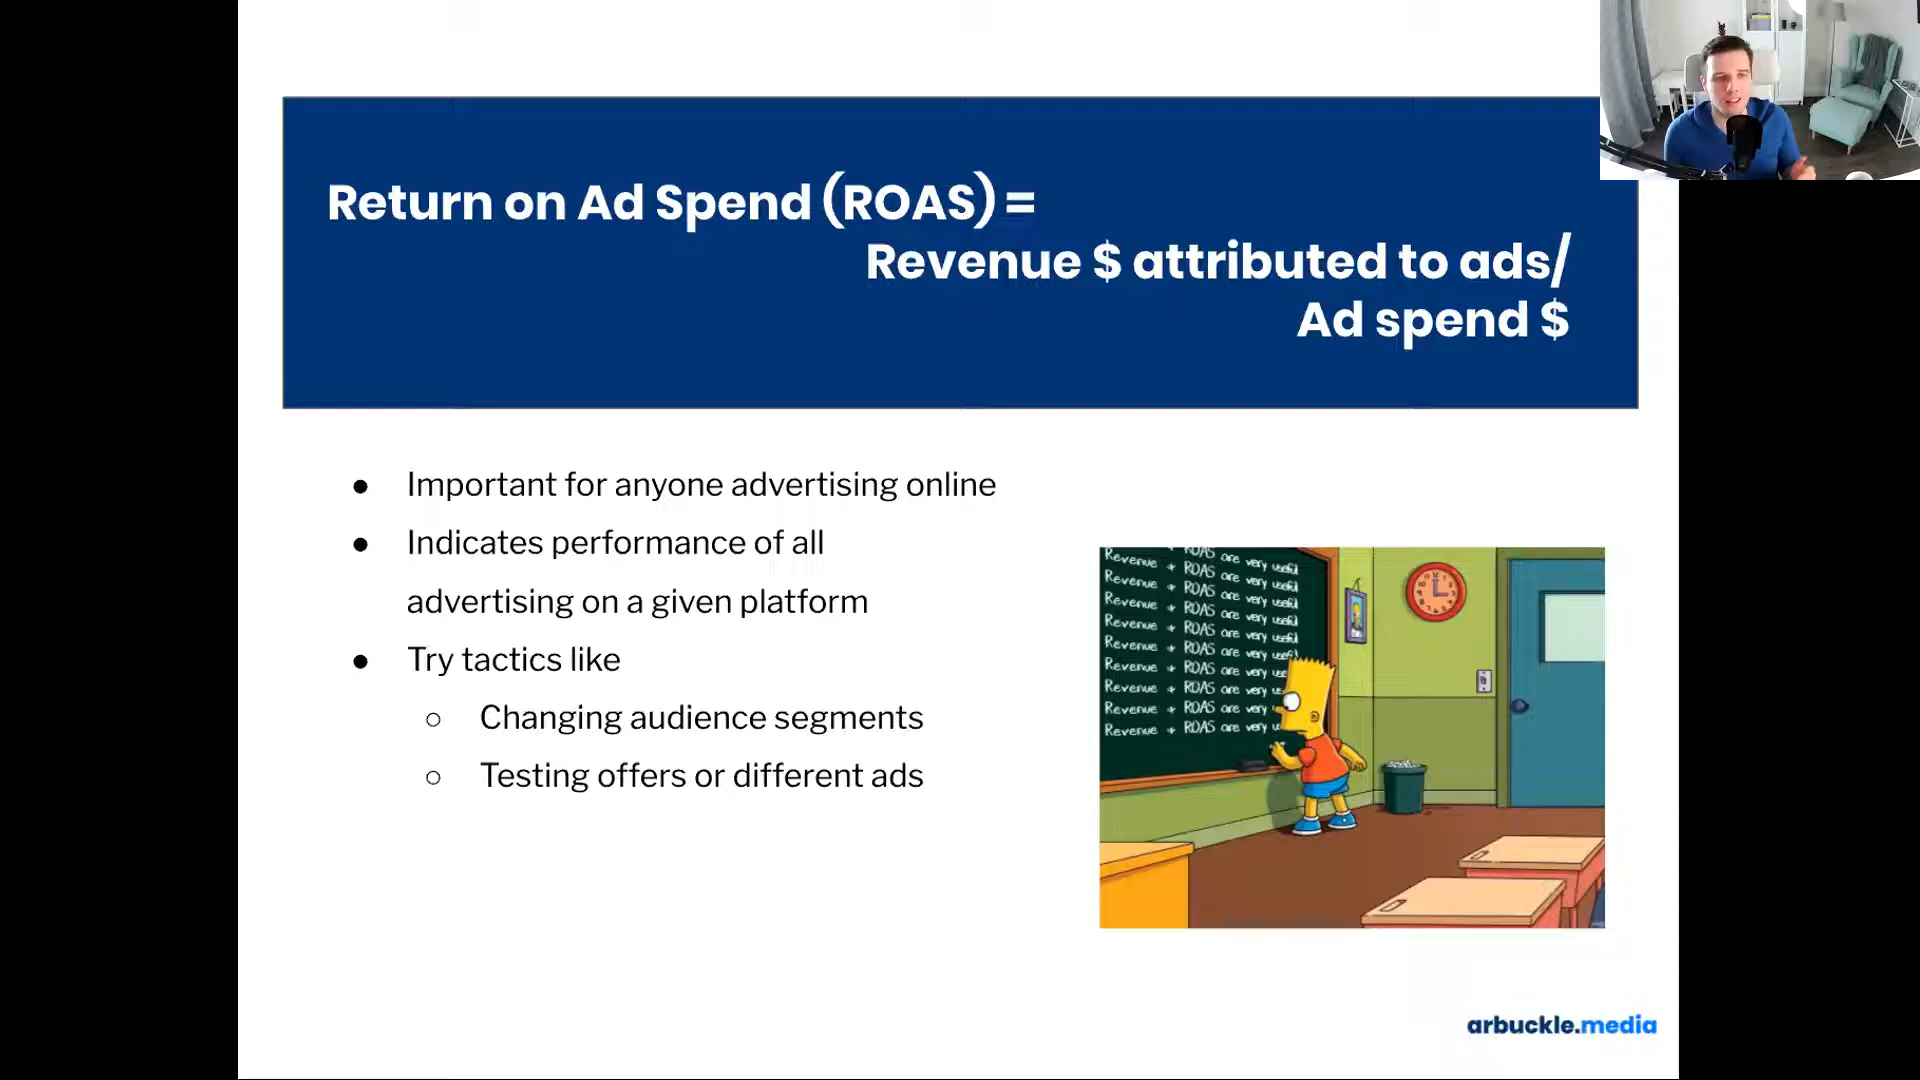 Return on Ad Spend (ROAS) =
Revenue $ attributed to ads/
Ad spend $
● Important for anyone advertising online
● Indicates performance of all
advertising on a given platform
● Try tactics like
○ Changing audience segments
○ Testing offers or different ads
ROAS are very useful
Revenue + ROAS are very useful
Revenue + ROAS are very useful
Revenue + ROAS are very useful
Revenue + ROAS are very useful
Revenue + ROAS are very useful
Revenue + ROAS are very use
Revenue + ROAS are very u
Revenue + ROAS are very
Revenue + ROAS are very u
arbuckle.media